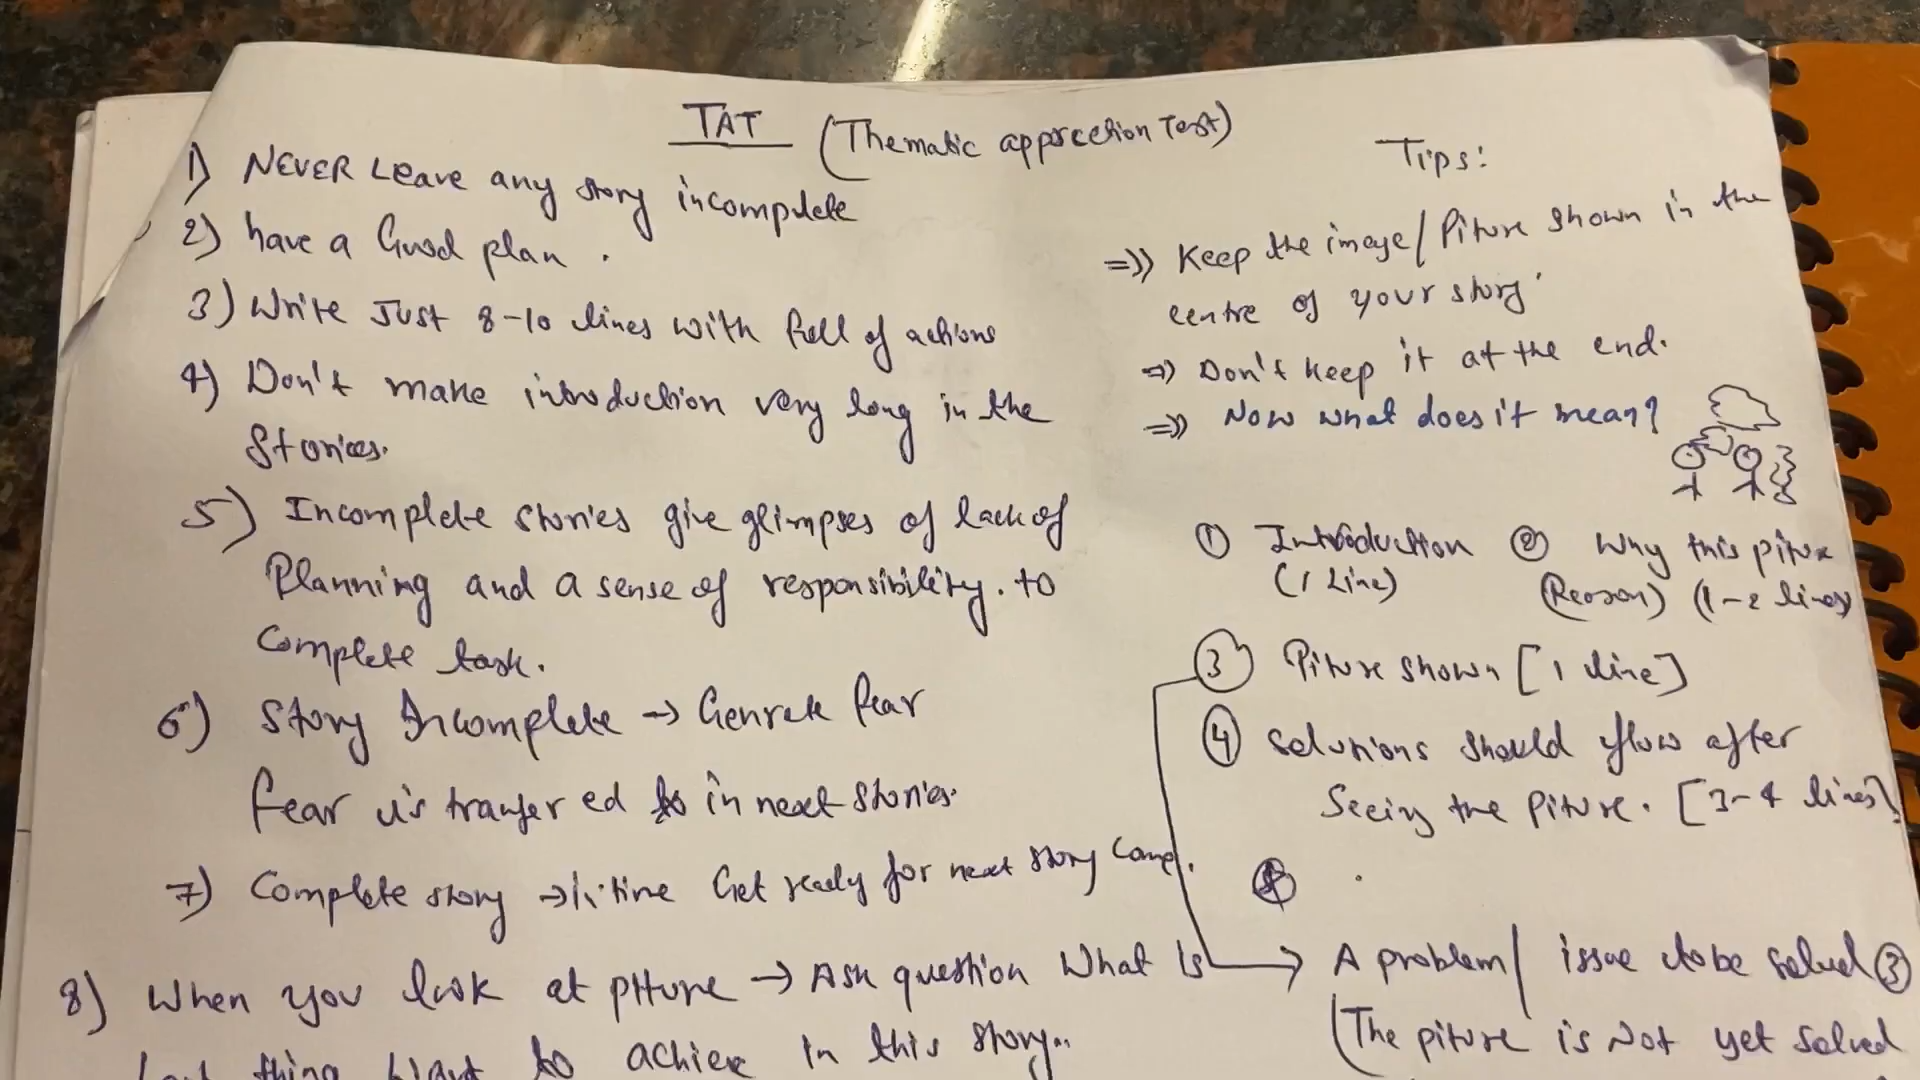 TAT (Thematic apprection Test)
1) NEVER Leave any story incomplete
2) have a Good plan.
3) Write Just 8-10 lines with full of actions
4) Don't make introduction very long in the
Stories.
5) Incomplete stories give glimpses of lack of
Planning and a sense of responsibility. to
Complete task.
6) Story Incomplete → Genrate fear
fear is tranfer ed to in next stories.
7) Complete story → time Get ready for next story Comp.
8) When you look at pitture → Ask question What is
thing want to achiee in this story..
Tips:
⇒ Keep the image/Piture shown in the
centre of your story
⇒ Don't keep it at the end.
⇒ Now what does it mean?
① Introduction ② Why this piture
(1 Line) (Reason) (1-2 lines)
③ Piture shown [1 line]
④ Solutions should flow after
Seeing the Piture. [3-4 lines]
→ A problem/ issue to be solved ③
(The piture is Not yet solved